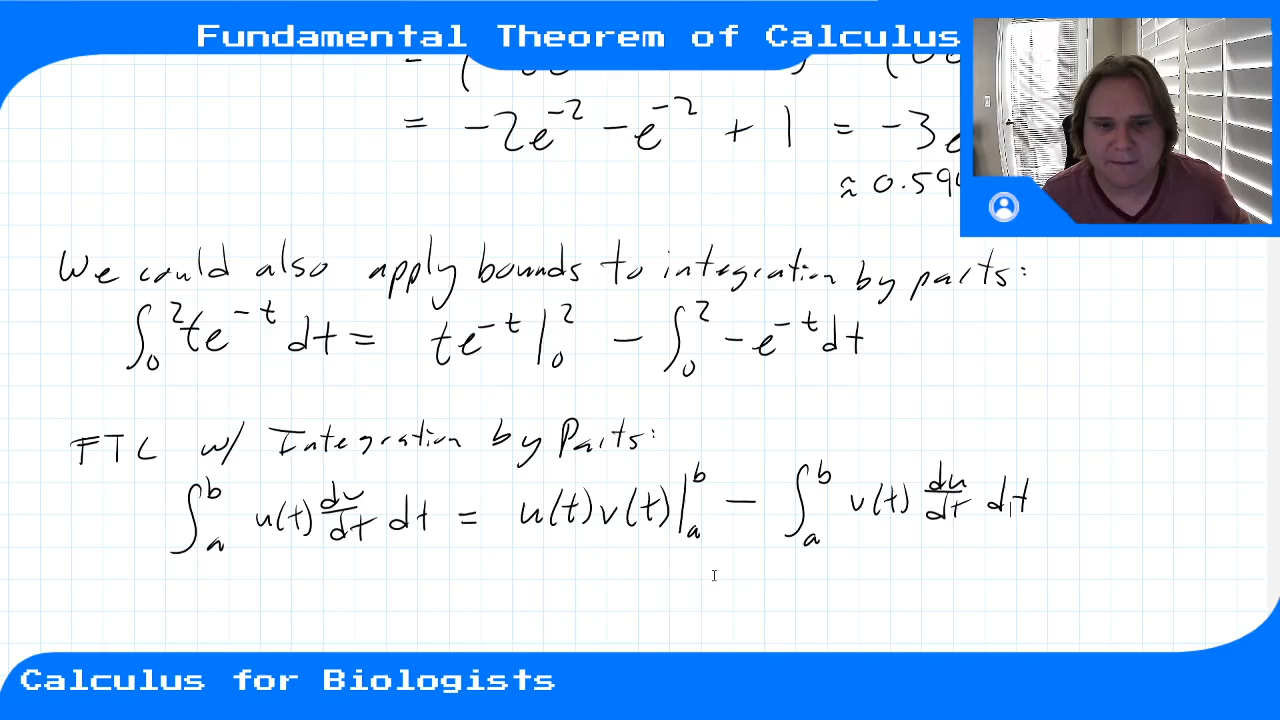 Fundamental Theorem of Calculus
= -2e^{-2} - e^{-2} + 1 = -3e
≈ 0.59
We could also apply bounds to integration by parts:
∫_0^2 te^{-t} dt = te^{-t}|_0^2 - ∫_0^2 -e^{-t} dt
FTC w/ Integration by Parts:
∫_a^b u(t) dv/dt dt = u(t)v(t)|_a^b - ∫_a^b v(t) du/dt dt
Calculus for Biologists